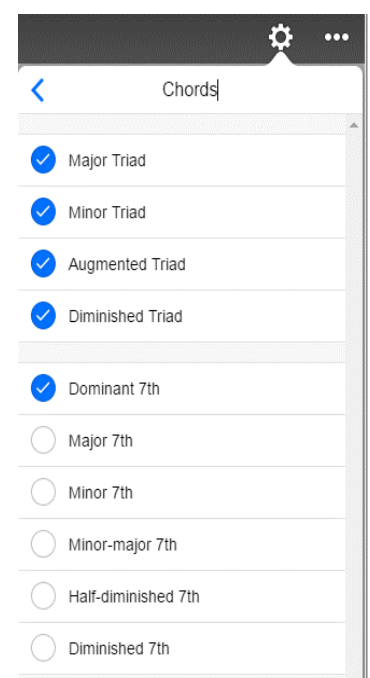 Chords
Major Triad
Minor Triad
Augmented Triad
Diminished Triad
Dominant 7th
Major 7th
Minor 7th
Minor-major 7th
Half-diminished 7th
Diminished 7th